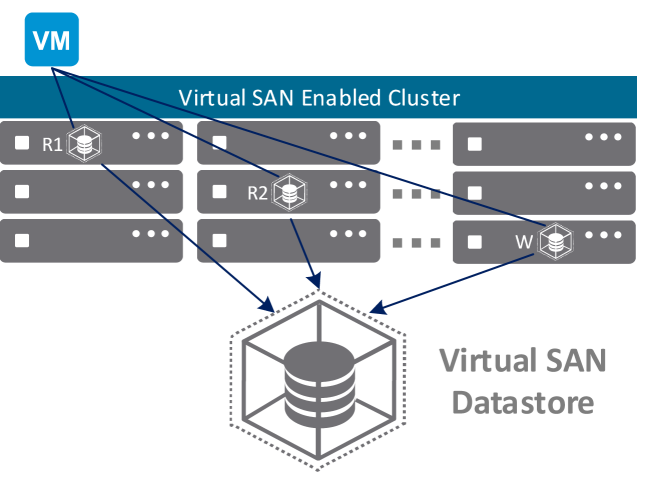 VM
Virtual SAN Enabled Cluster
R1
R2
W
Virtual SAN
Datastore